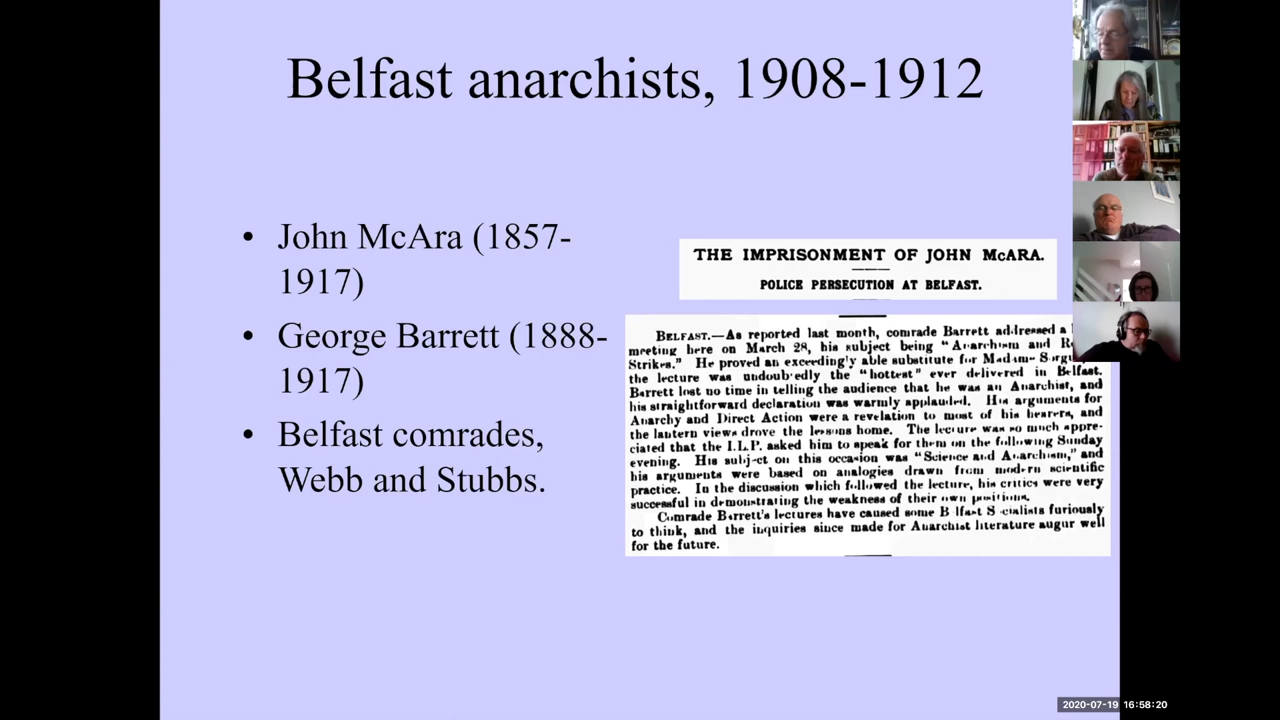 Belfast anarchists, 1908-1912
• John McAra (1857-
1917)
• George Barrett (1888-
1917)
• Belfast comrades,
Webb and Stubbs.
THE IMPRISONMENT OF JOHN McARA.
POLICE PERSECUTION AT BELFAST.
BELFAST.—As reported last month, comrade Barrett addressed a
meeting here on March 28, his subject being "Anarchism and
Strikes." He proved an exceedingly able substitute for Madame
the lecture was undoubtedly the "hottest" ever delivered in Belfast.
Barrett lost no time in telling the audience that he was an Anarchist, and
his straightforward declaration was warmly applauded. His arguments for
Anarchy and Direct Action were a revelation to most of his hearers, and
the lantern views drove the lessons home. The lecture was so much appre-
ciated that the I.L.P. asked him to speak for them on the following Sunday
evening. His subject on this occasion was "Science and Anarchism," and
his arguments were based on analogies drawn from modern scientific
practice. In the discussion which followed the lecture, his critics were very
successful in demonstrating the weakness of their own positions.
Comrade Barrett's lectures have caused some Belfast Socialists furiously
to think, and the inquiries since made for Anarchist literature augur well
for the future.
2020-07-19 16:58:20